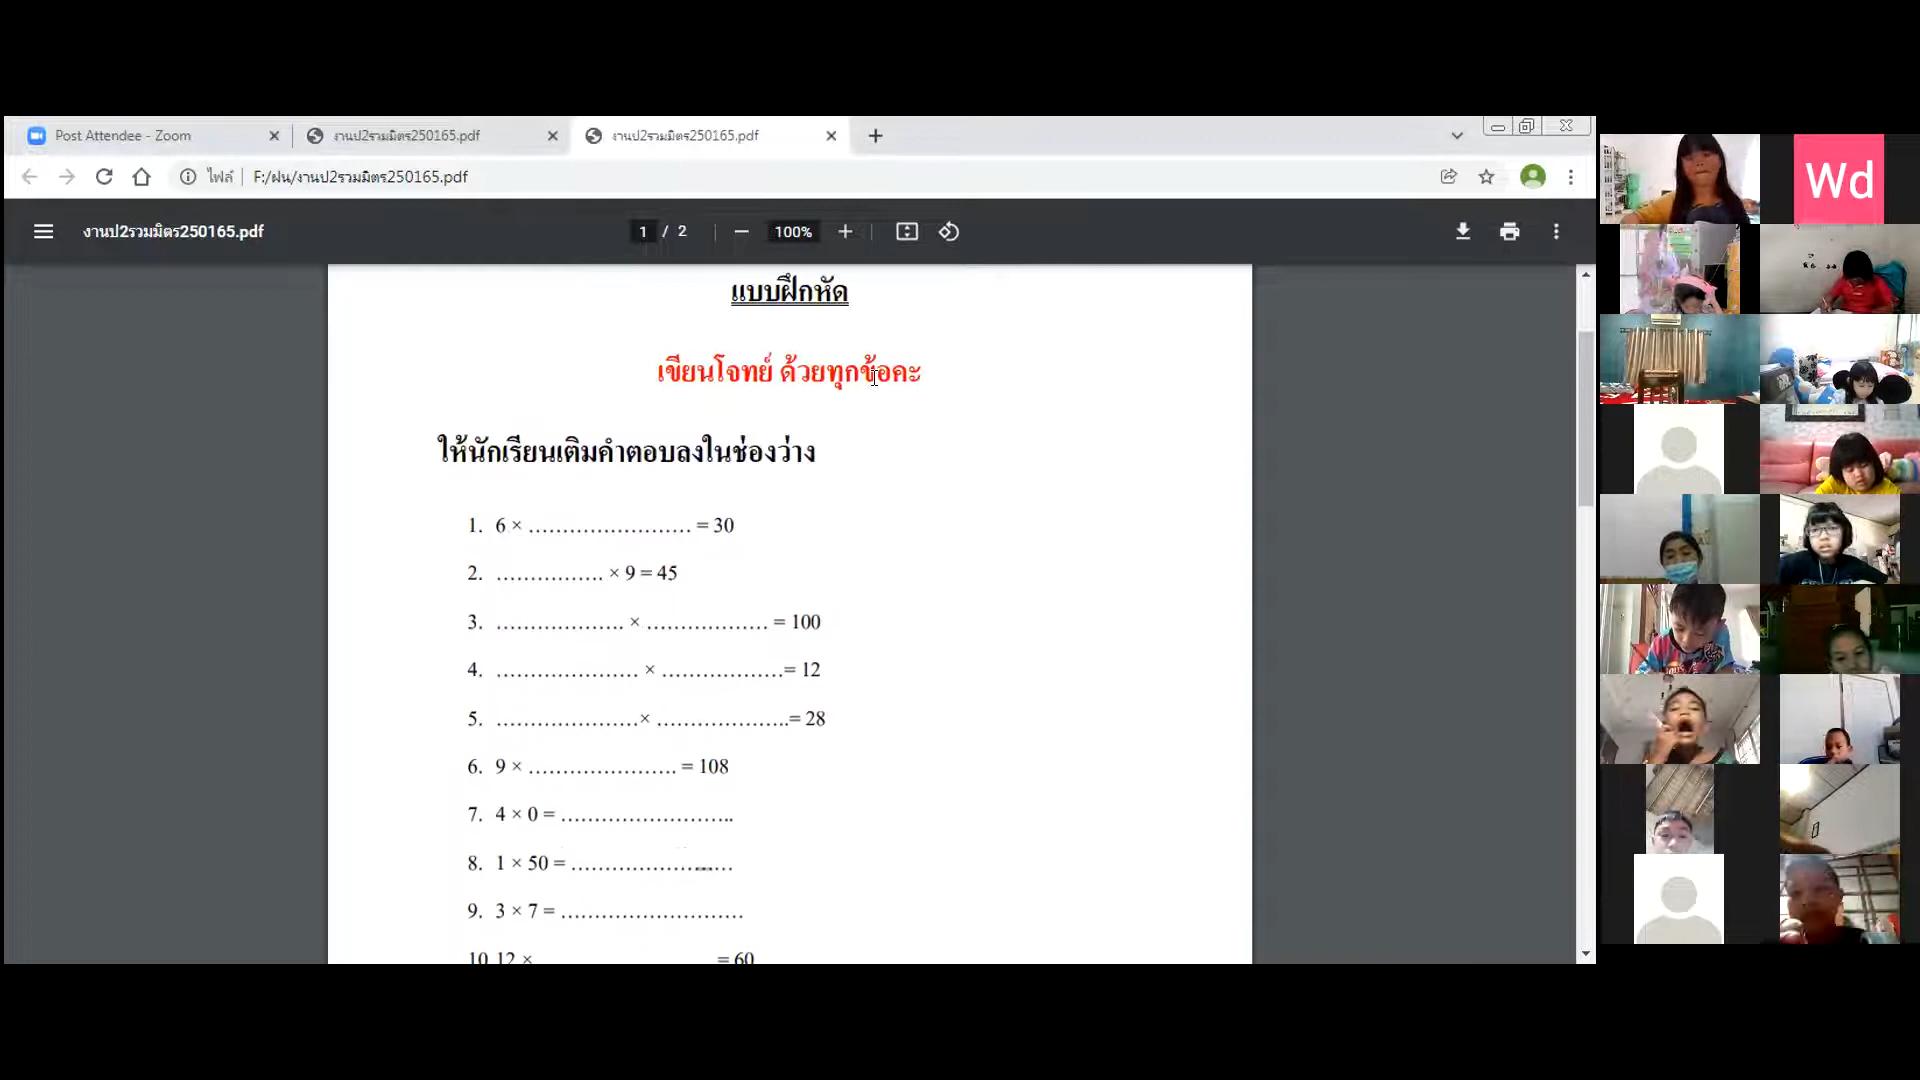 Post Attendee - Zoom
งานป2รวมมิตร250165.pdf
งานป2รวมมิตร250165.pdf
ไฟล์ F:/ฝน/งานป2รวมมิตร250165.pdf
งานป2รวมมิตร250165.pdf
1 / 2
100%
Wd
แบบฝึกหัด
เขียนโจทย์ ด้วยทุกข้อคะ
ให้นักเรียนเติมคำตอบลงในช่องว่าง
1. 6 × …………………… = 30
2. ……………. × 9 = 45
3. ………………. × ……………… = 100
4. ………………… × ………………= 12
5. …………………× ………………..= 28
6. 9 × …………………. = 108
7. 4 × 0 = ……………………..
8. 1 × 50 = ……………………
9. 3 × 7 = ………………………
10 12 × = 60